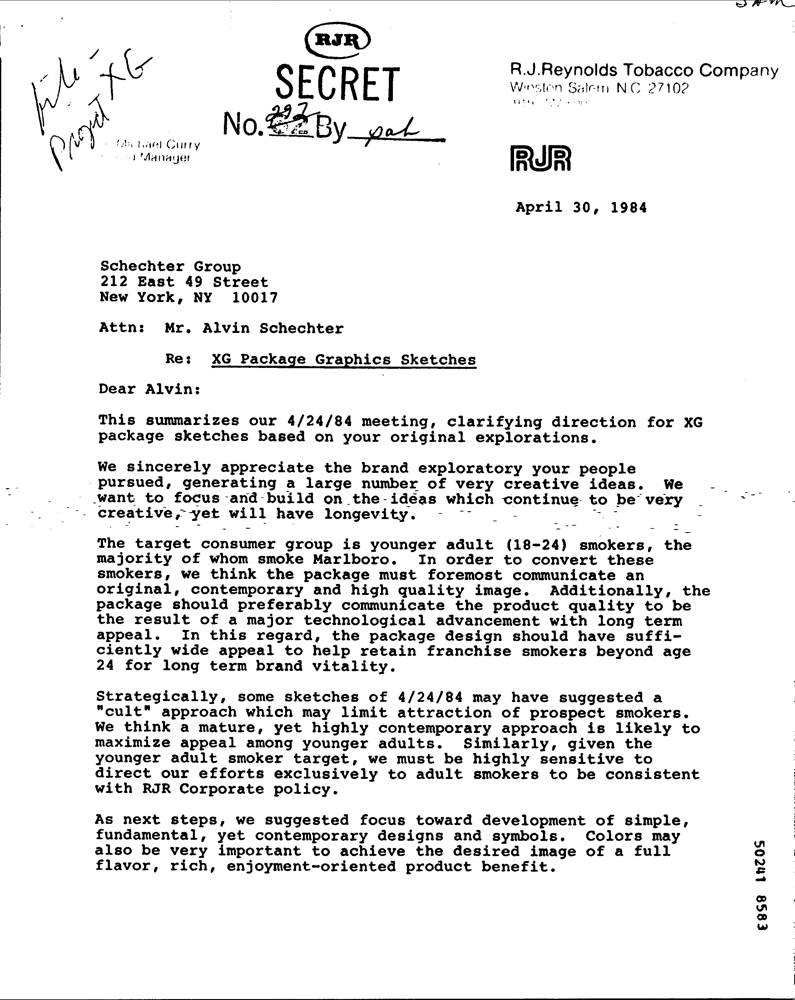 RJR
SECRET
No. By pah
file - Project XG
R.J.Reynolds Tobacco Company
Winston Salem N.C. 27102
Michael Curry
Manager
RJR
April 30, 1984
Schechter Group
212 East 49 Street
New York, NY 10017
Attn: Mr. Alvin Schechter
Re: XG Package Graphics Sketches
Dear Alvin:
This summarizes our 4/24/84 meeting, clarifying direction for XG
package sketches based on your original explorations.
We sincerely appreciate the brand exploratory your people
pursued, generating a large number of very creative ideas. We
want to focus and build on the ideas which continue to be very
creative, yet will have longevity.
The target consumer group is younger adult (18-24) smokers, the
majority of whom smoke Marlboro. In order to convert these
smokers, we think the package must foremost communicate an
original, contemporary and high quality image. Additionally, the
package should preferably communicate the product quality to be
the result of a major technological advancement with long term
appeal. In this regard, the package design should have suffi-
ciently wide appeal to help retain franchise smokers beyond age
24 for long term brand vitality.
Strategically, some sketches of 4/24/84 may have suggested a
"cult" approach which may limit attraction of prospect smokers.
We think a mature, yet highly contemporary approach is likely to
maximize appeal among younger adults. Similarly, given the
younger adult smoker target, we must be highly sensitive to
direct our efforts exclusively to adult smokers to be consistent
with RJR Corporate policy.
As next steps, we suggested focus toward development of simple,
fundamental, yet contemporary designs and symbols. Colors may
also be very important to achieve the desired image of a full
flavor, rich, enjoyment-oriented product benefit.
50241 8583